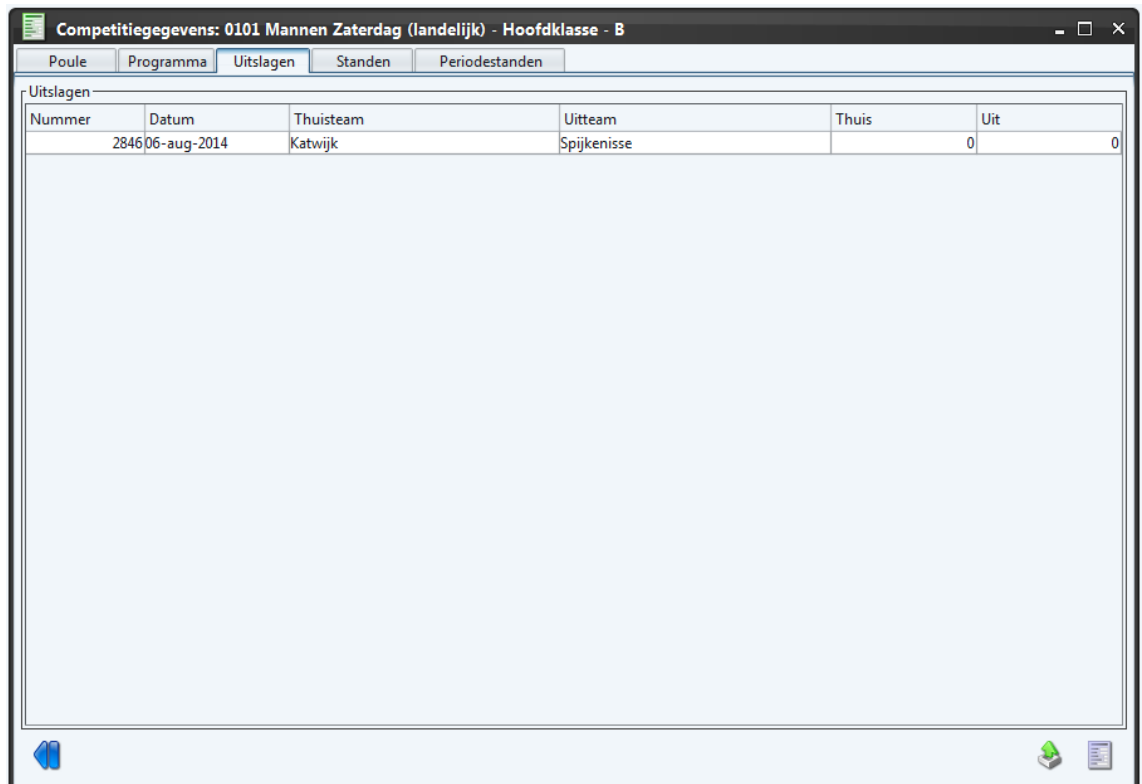 Competitiegegevens: 0101 Mannen Zaterdag (landelijk) - Hoofdklasse - B
Poule Programma Uitslagen Standen Periodestanden
Uitslagen
Nummer Datum Thuisteam Uitteam Thuis Uit
2846 06-aug-2014 Katwijk Spijkenisse 0 0